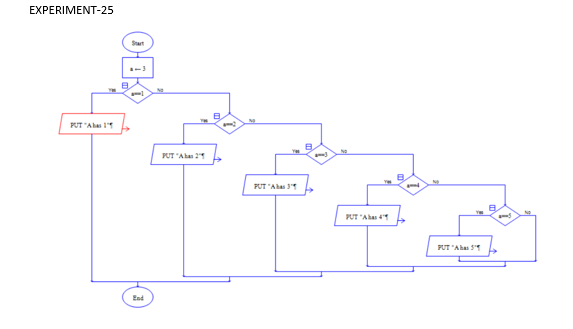 EXPERIMENT-25
Start
a ← 3
Yes a==1 No
PUT "A has 1"¶
Yes a==2 No
PUT "A has 2"¶
Yes a==3 No
PUT "A has 3"¶
Yes a==4 No
PUT "A has 4"¶
Yes a==5 No
PUT "A has 5"¶
End